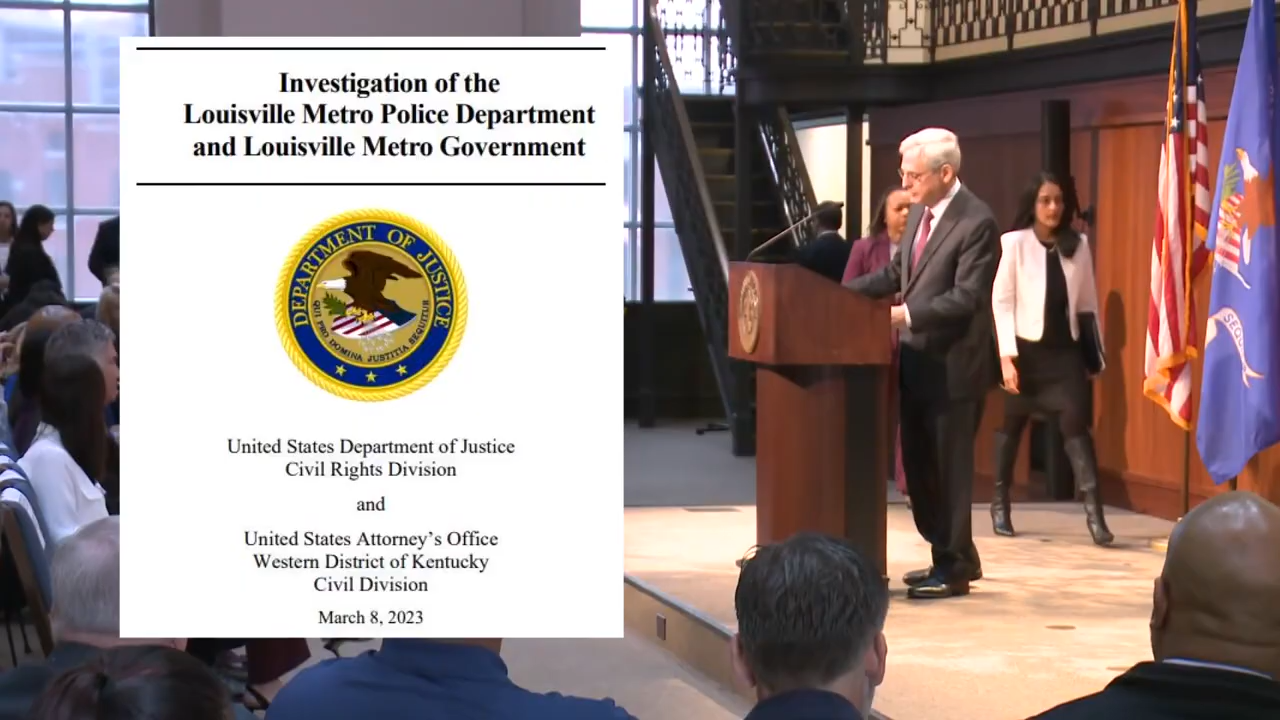 Investigation of the
Louisville Metro Police Department
and Louisville Metro Government
DEPARTMENT OF JUSTICE
QUI PRO DOMINA JUSTITIA SEQUITUR
United States Department of Justice
Civil Rights Division
and
United States Attorney’s Office
Western District of Kentucky
Civil Division
March 8, 2023
SEQU